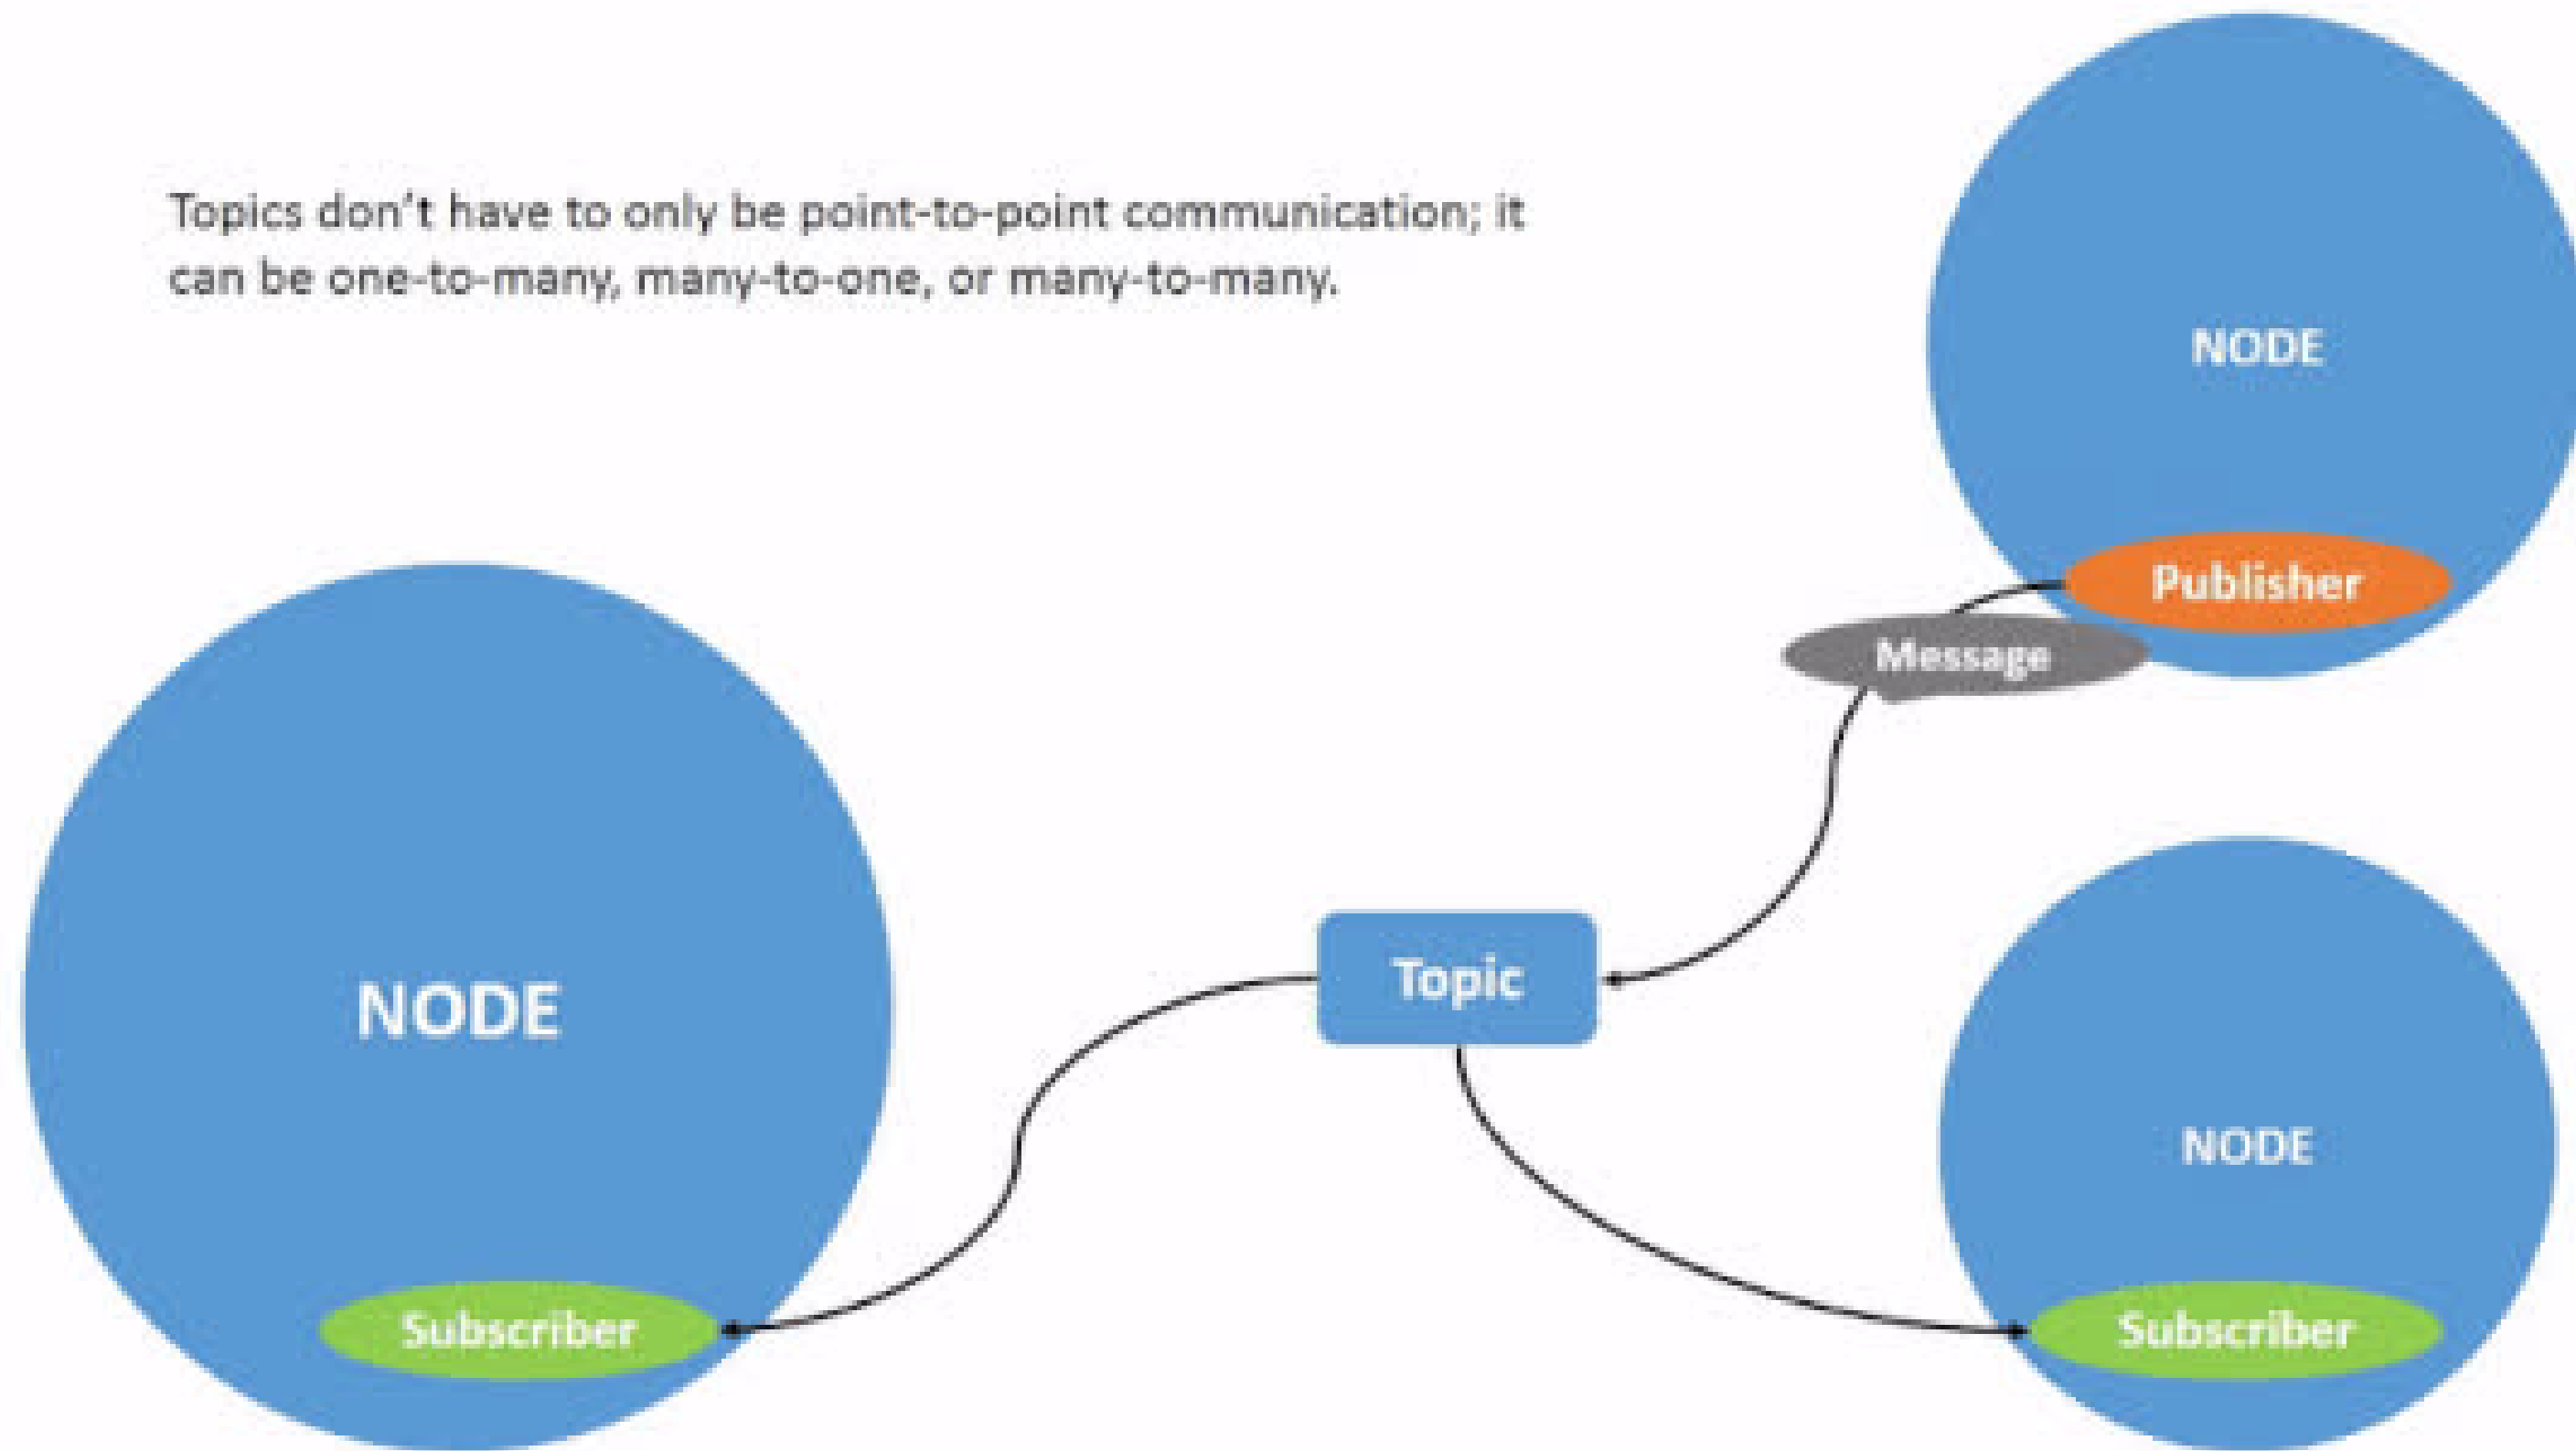 Topics don't have to only be point-to-point communication; it
can be one-to-many, many-to-one, or many-to-many.
NODE
Publisher
Message
Topic
NODE
NODE
Subscriber
Subscriber